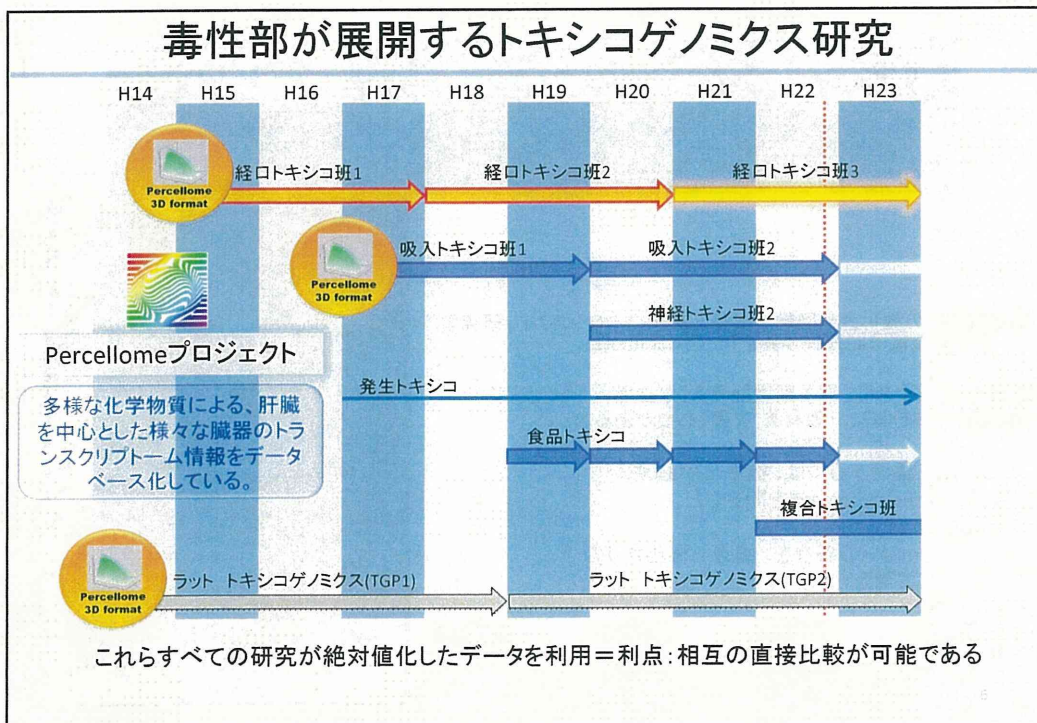 毒性部が展開するトキシコゲノミクス研究
H14 H15 H16 H17 H18 H19 H20 H21 H22 H23
Percellome
3D format
経口トキシコ班1
経口トキシコ班2
経口トキシコ班3
Percellome
3D format
吸入トキシコ班1
吸入トキシコ班2
神経トキシコ班2
Percellomeプロジェクト
多様な化学物質による、肝臓
を中心とした様々な臓器のトラ
ンスクリプトーム情報をデータ
ベース化している。
発生トキシコ
食品トキシコ
複合トキシコ班
Percellome
3D format
ラット トキシコゲノミクス(TGP1)
ラット トキシコゲノミクス(TGP2)
これらすべての研究が絶対値化したデータを利用＝利点：相互の直接比較が可能である
6